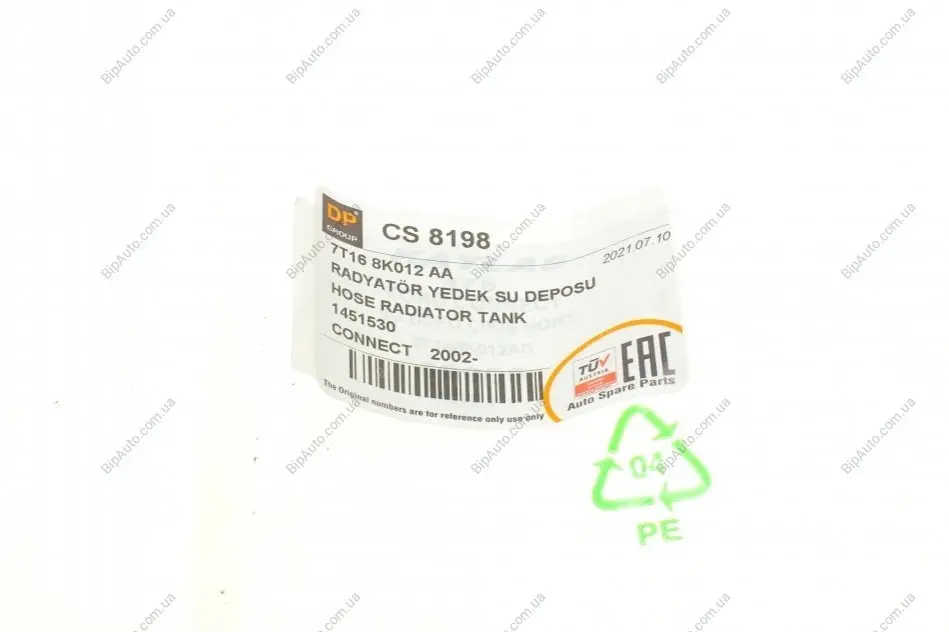 DP
GROUP
CS 8198
2021.07.10
7T16 8K012 AA
RADYATÖR YEDEK SU DEPOSU
HOSE RADIATOR TANK
1451530
CONNECT 2002-
The Original numbers are for reference only use only
TÜV
AUSTRIA
EAC
Auto Spare Parts
04
PE
BipAuto.com.ua